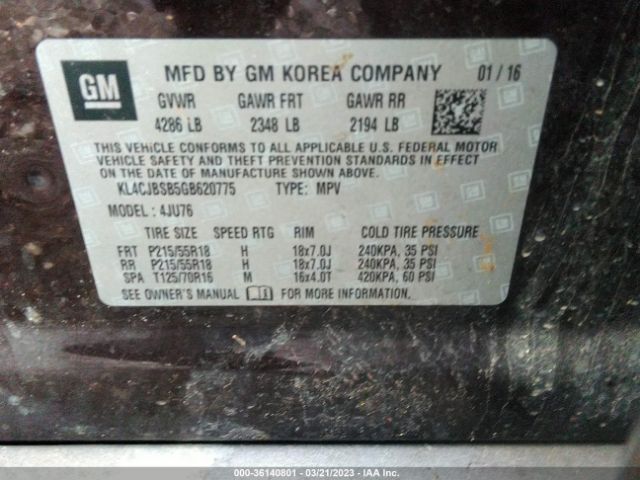 GM
MFD BY GM KOREA COMPANY 01 / 16
GVWR GAWR FRT GAWR RR
4286 LB 2348 LB 2194 LB
THIS VEHICLE CONFORMS TO ALL APPLICABLE U.S. FEDERAL MOTOR
VEHICLE SAFETY AND THEFT PREVENTION STANDARDS IN EFFECT
ON THE DATE OF MANUFACTURE SHOWN ABOVE.
KL4CJBSB5GB620775 TYPE: MPV
MODEL : 4JU76
TIRE SIZE SPEED RTG RIM COLD TIRE PRESSURE
FRT P215/55R18 H 18x7.0J 240KPA, 35 PSI
RR P215/55R18 H 18x7.0J 240KPA, 35 PSI
SPA T125/70R16 M 16x4.0T 420KPA, 60 PSI
SEE OWNER'S MANUAL FOR MORE INFORMATION.
000-36140801 - 03/21/2023 - IAA Inc.